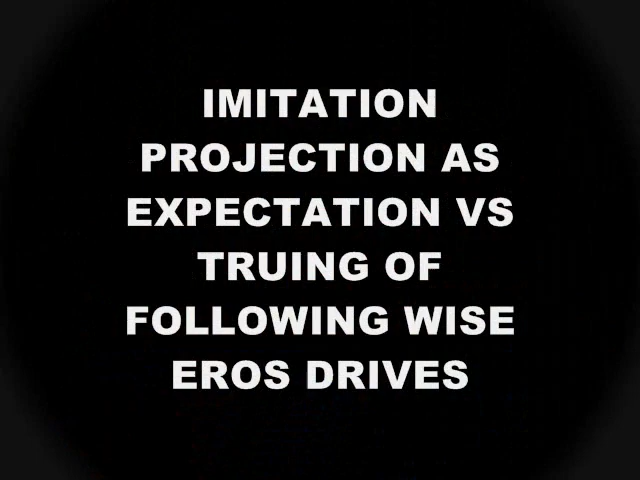 IMITATION
PROJECTION AS
EXPECTATION VS
TRUING OF
FOLLOWING WISE
EROS DRIVES